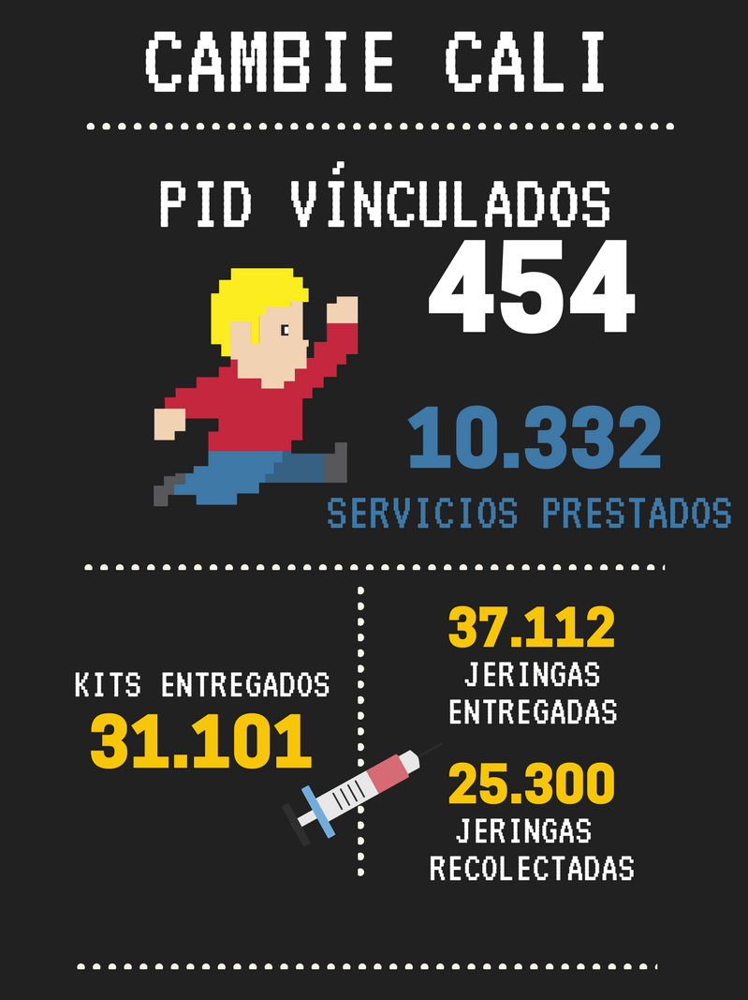 CAMBIE CALI
PID VÍNCULADOS
454
10.332
SERVICIOS PRESTADOS
KITS ENTREGADOS
31.101
37.112
JERINGAS
ENTREGADAS
25.300
JERINGAS
RECOLECTADAS